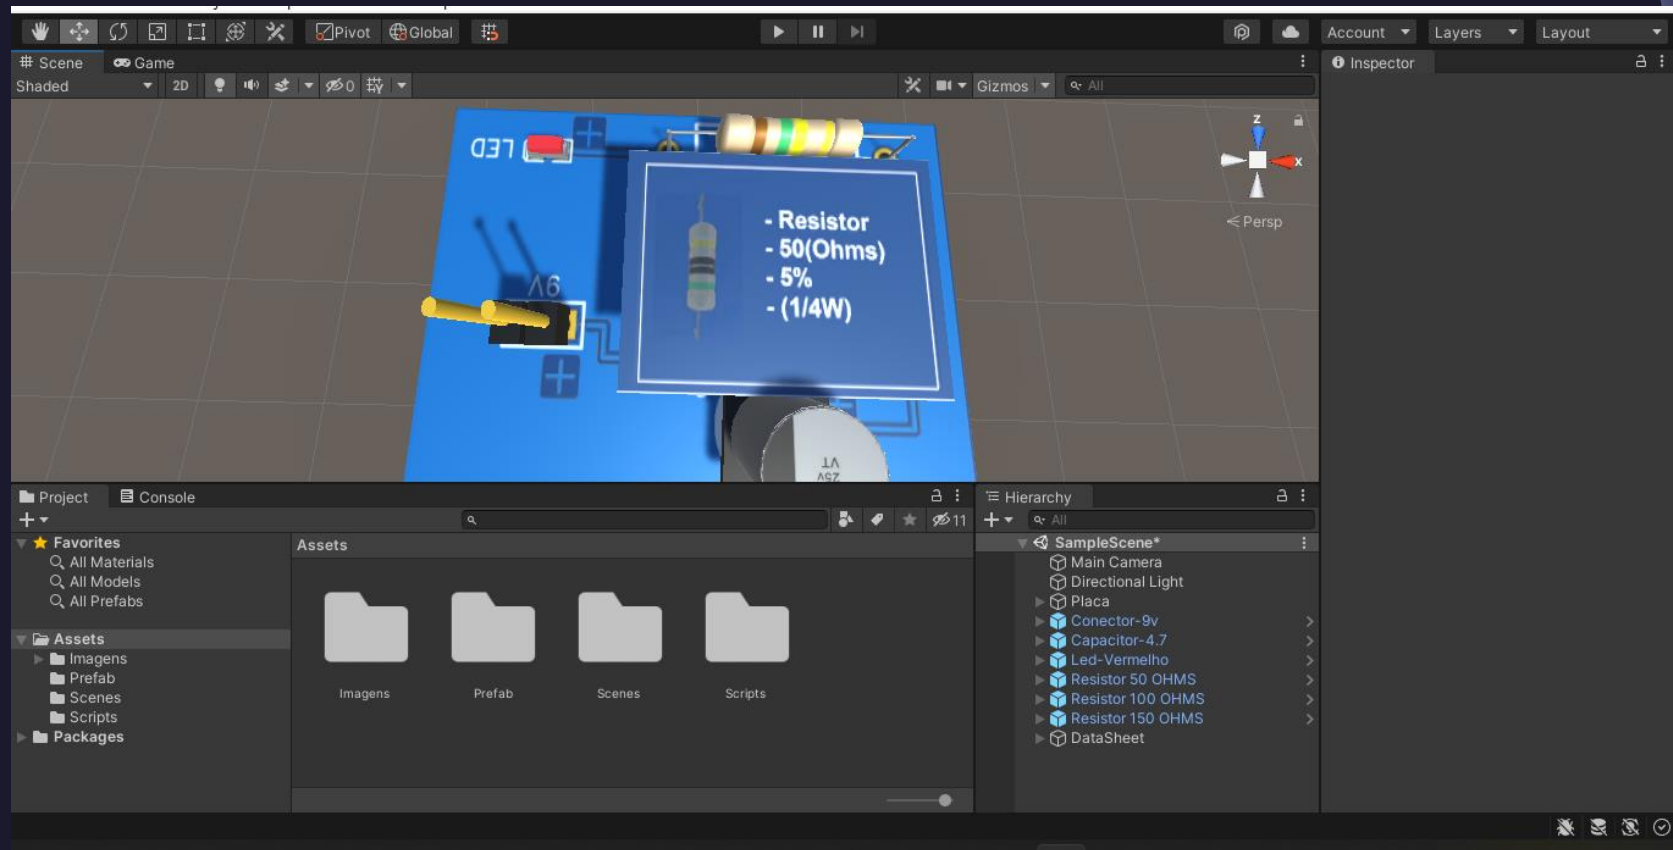 Pivot Global Account Layers Layout
Scene Game Inspector
Shaded 2D 0 Gizmos All
LED
9V
- Resistor
- 50(Ohms)
- 5%
- (1/4W)
25V
VT
z
x
Persp
Project Console
11
Favorites
All Materials
All Models
All Prefabs
Assets
Imagens
Prefab
Scenes
Scripts
Packages
Assets
Imagens Prefab Scenes Scripts
Hierarchy
All
SampleScene*
Main Camera
Directional Light
Placa
Conector-9v
Capacitor-4.7
Led-Vermelho
Resistor 50 OHMS
Resistor 100 OHMS
Resistor 150 OHMS
DataSheet